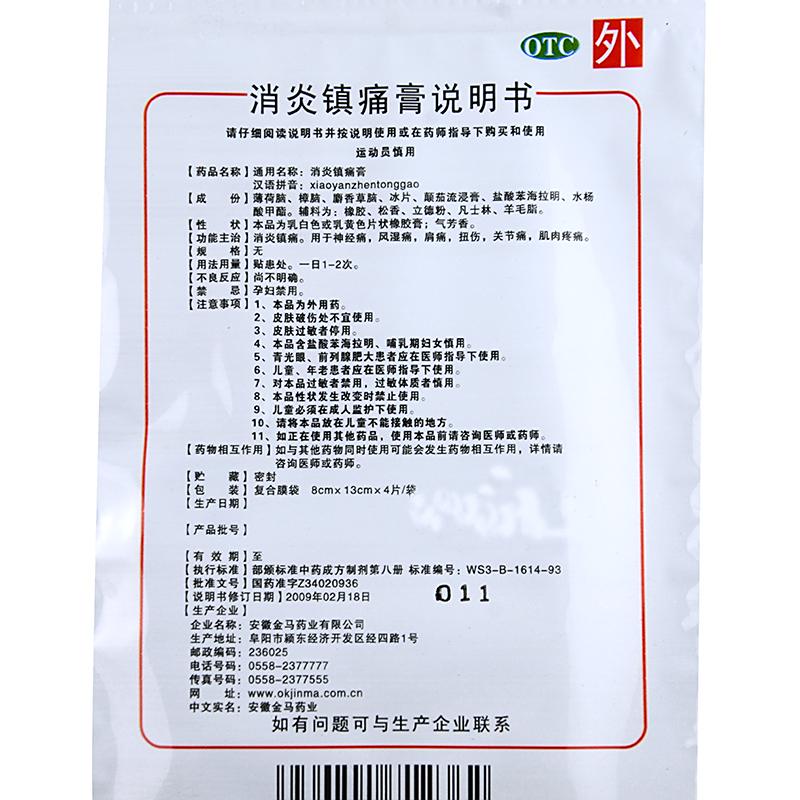 OTC 外
消炎镇痛膏说明书
请仔细阅读说明书并按说明使用或在药师指导下购买和使用
运动员慎用
【药品名称】通用名称：消炎镇痛膏
汉语拼音：xiaoyanzhentonggao
【成 份】薄荷脑、樟脑、麝香草脑、冰片、颠茄流浸膏、盐酸苯海拉明、水杨
酸甲酯。辅料为：橡胶、松香、立德粉、凡士林、羊毛脂。
【性 状】本品为乳白色或乳黄色片状橡胶膏；气芳香。
【功能主治】消炎镇痛。用于神经痛，风湿痛，肩痛，扭伤，关节痛，肌肉疼痛。
【规 格】无
【用法用量】贴患处。一日1-2次。
【不良反应】尚不明确。
【禁 忌】孕妇禁用。
【注意事项】1、本品为外用药。
2、皮肤破伤处不宜使用。
3、皮肤过敏者停用。
4、本品含盐酸苯海拉明、哺乳期妇女慎用。
5、青光眼、前列腺肥大患者应在医师指导下使用。
6、儿童、年老患者应在医师指导下使用。
7、对本品过敏者禁用，过敏体质者慎用。
8、本品性状发生改变时禁止使用。
9、儿童必须在成人监护下使用。
10、请将本品放在儿童不能接触的地方。
11、如正在使用其他药品，使用本品前请咨询医师或药师。
【药物相互作用】如与其他药物同时使用可能会发生药物相互作用，详情请
咨询医师或药师。
【贮 藏】密封
【包 装】复合膜袋 8cm×13cm×4片/袋
【生产日期】
【产品批号】
【有 效 期】至
【执行标准】部颁标准中药成方制剂第八册 标准编号：WS3-B-1614-93
【批准文号】国药准字Z34020936
【说明书修订日期】2009年02月18日 011
【生产企业】
企业名称：安徽金马药业有限公司
生产地址：阜阳市颍东经济开发区经四路1号
邮政编码：236025
电话号码：0558-2377777
传真号码：0558-2377555
网 址：www.okjinma.com.cn
中文实名：安徽金马药业
如有问题可与生产企业联系